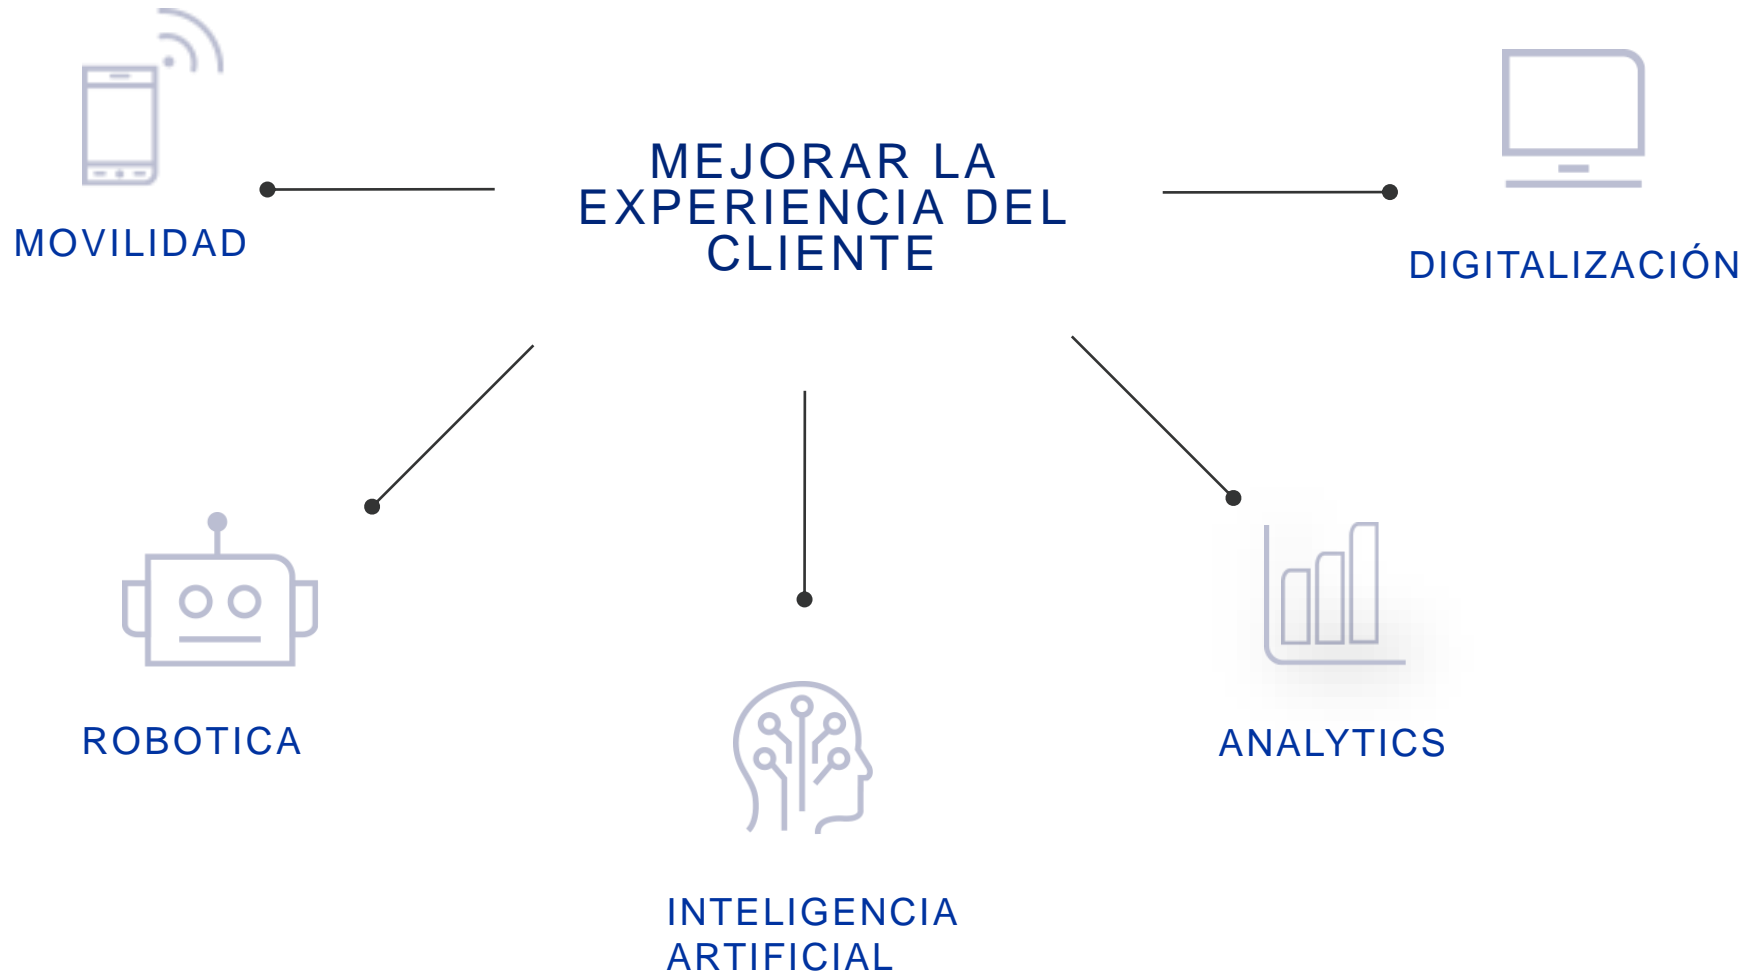 MEJORAR LA
EXPERIENCIA DEL
CLIENTE
MOVILIDAD
DIGITALIZACIÓN
ROBOTICA
ANALYTICS
INTELIGENCIA
ARTIFICIAL